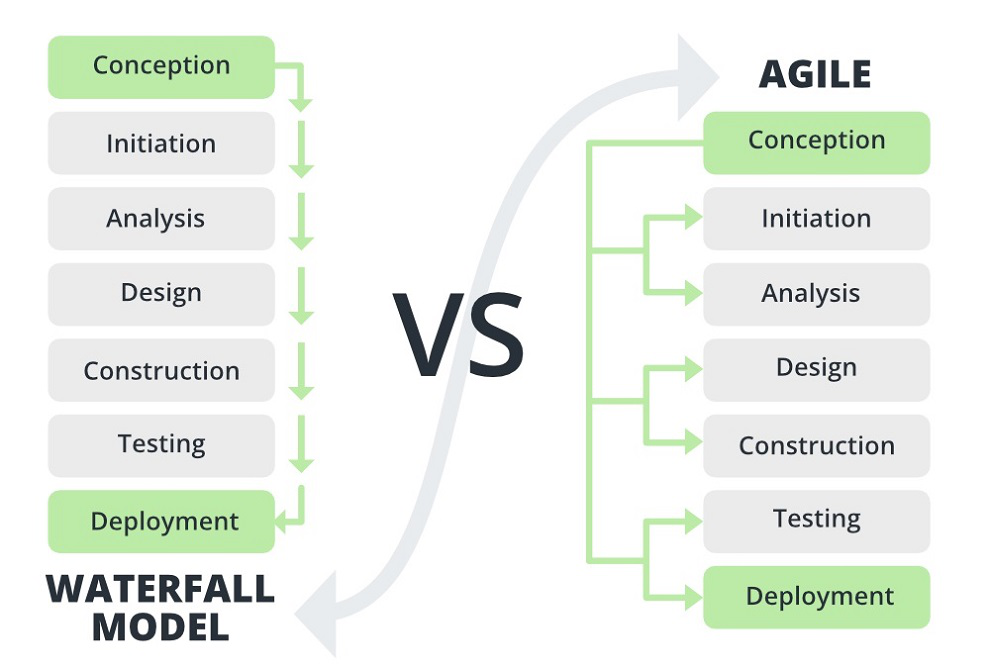 Conception
Initiation
Analysis
Design
Construction
Testing
Deployment
WATERFALL
MODEL
VS
AGILE
Conception
Initiation
Analysis
Design
Construction
Testing
Deployment